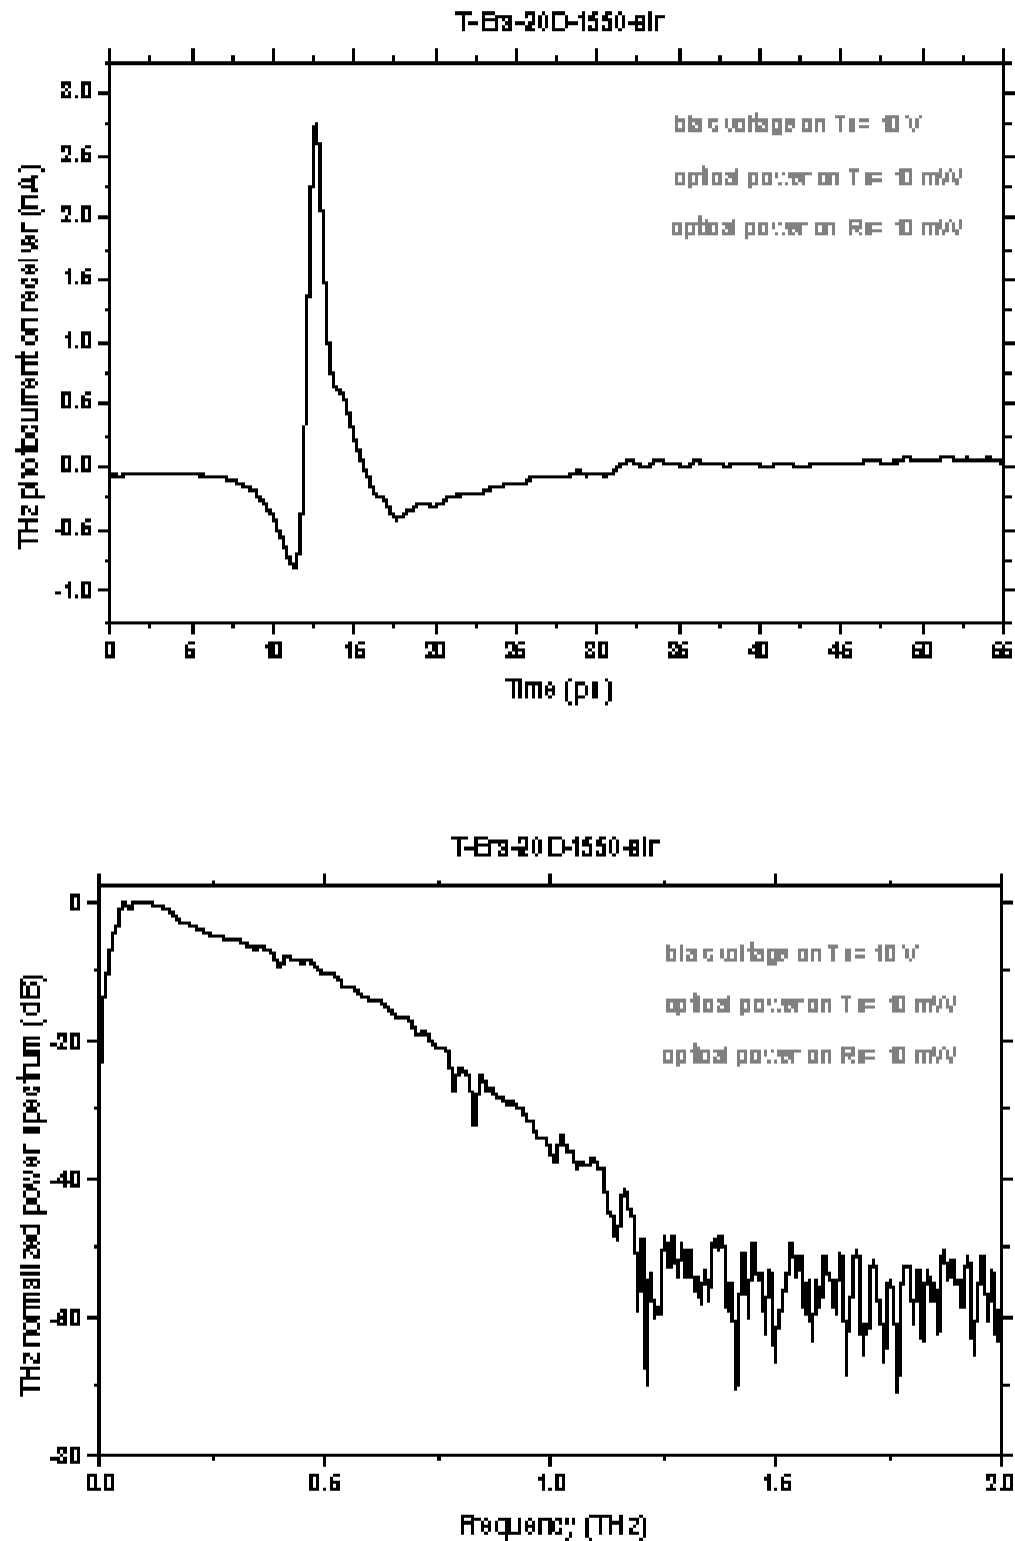 T-Era-20D-1550-air
3.0
2.5
2.0
1.5
1.0
0.5
0.0
-0.5
-1.0
THz photocurrent on receiver (nA)
bias voltage on Tx= 10 V
optical power on Tx= 10 mW
optical power on Rx= 10 mW
0 5 10 15 20 25 30 35 40 45 50 55
Time (ps)
T-Era-20D-1550-air
0
-20
-40
-60
-80
THz normalized power spectrum (dB)
bias voltage on Tx= 10 V
optical power on Tx= 10 mW
optical power on Rx= 10 mW
0.0 0.5 1.0 1.5 2.0
Frequency (THz)